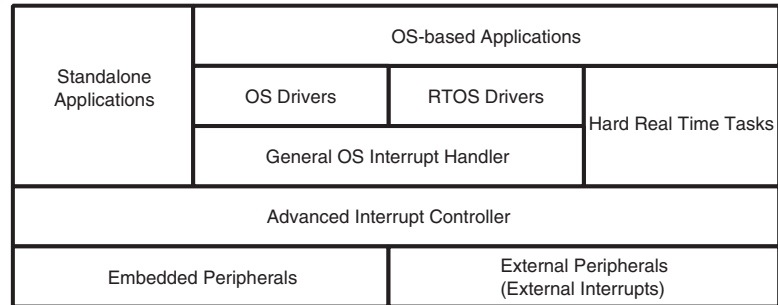 OS-based Applications
Standalone
Applications
OS Drivers
RTOS Drivers
Hard Real Time Tasks
General OS Interrupt Handler
Advanced Interrupt Controller
Embedded Peripherals
External Peripherals
(External Interrupts)